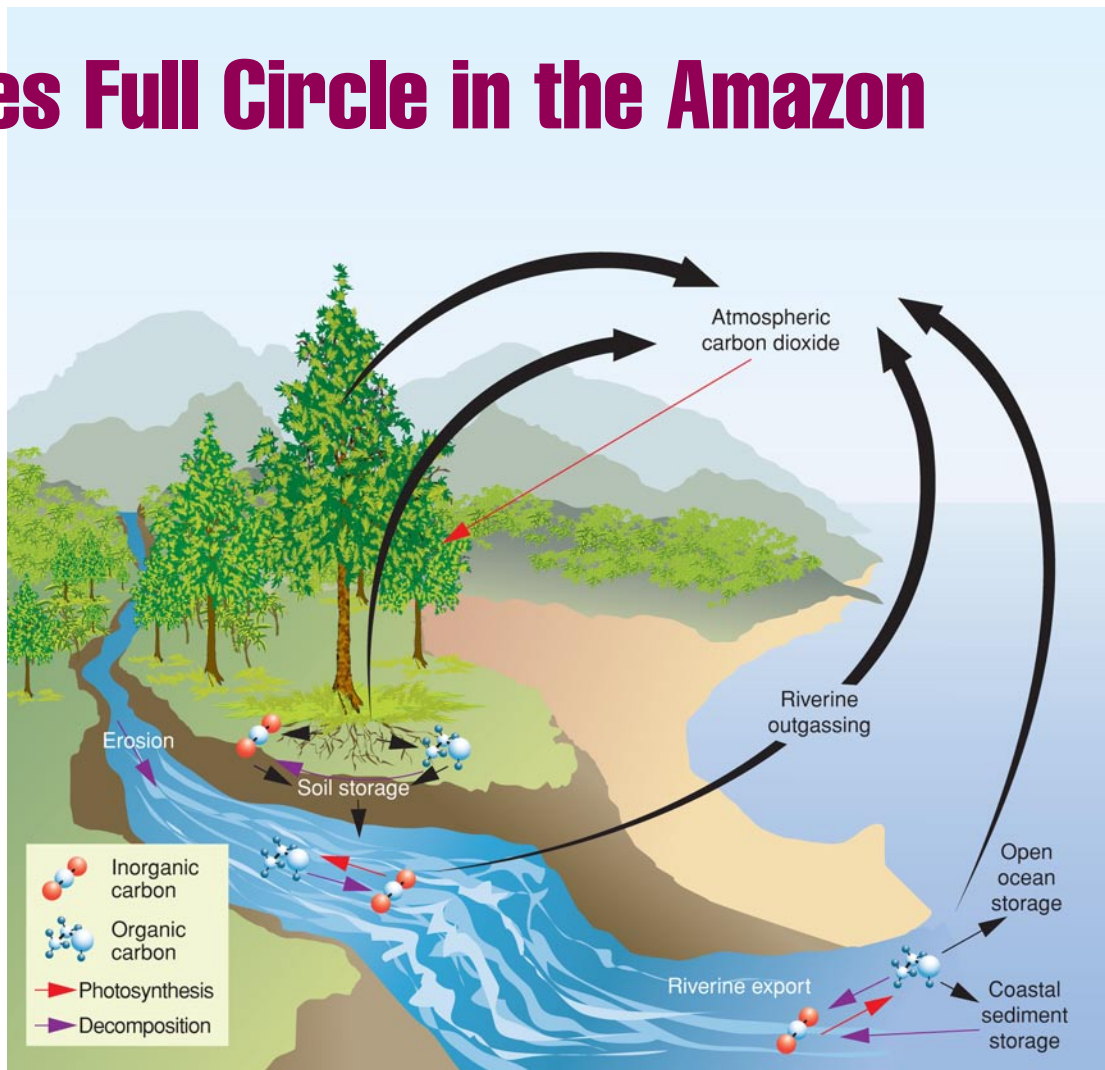 es Full Circle in the Amazon
Atmospheric
carbon dioxide
Riverine
outgassing
Erosion
Soil storage
Inorganic
carbon
Organic
carbon
Photosynthesis
Decomposition
Open
ocean
storage
Riverine export
Coastal
sediment
storage